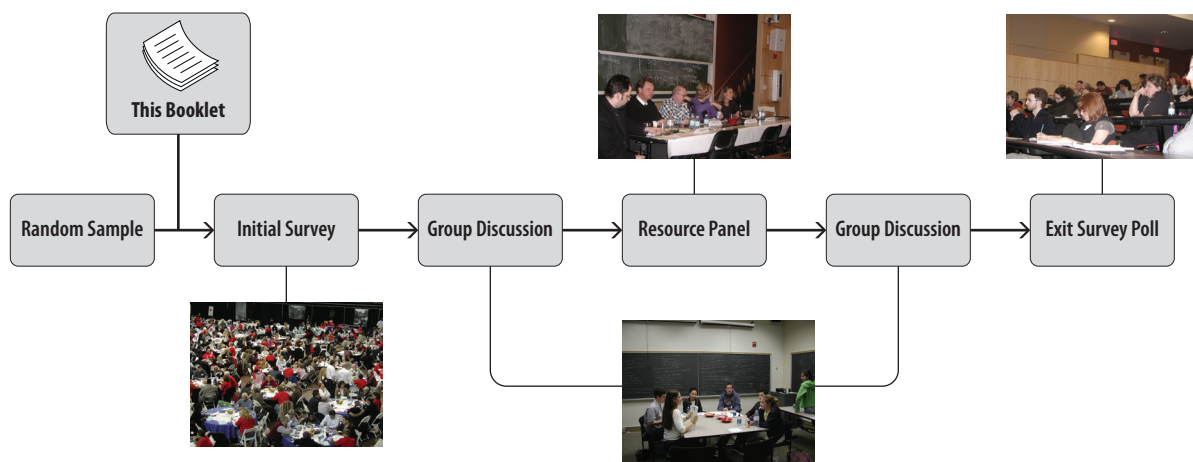 This Booklet
Random Sample
Initial Survey
Group Discussion
Resource Panel
Group Discussion
Exit Survey Poll